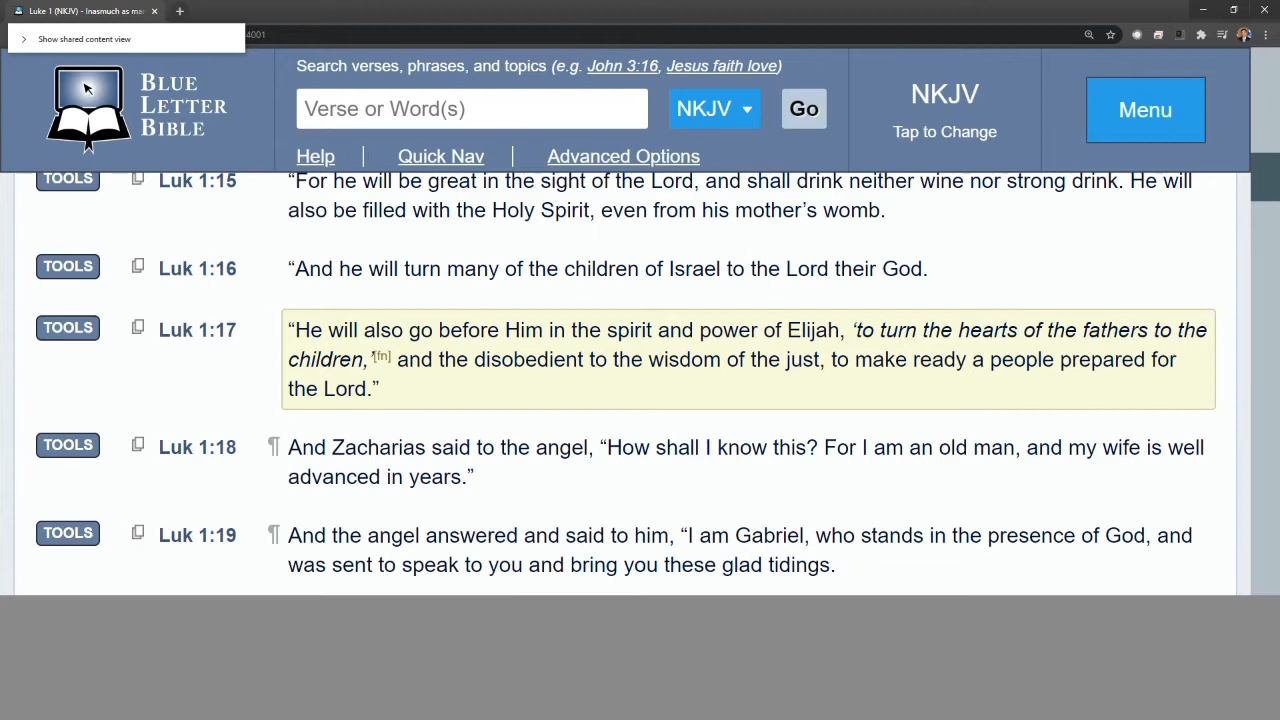 Luke 1 (NKJV) - Inasmuch as ma
Show shared content view
4001
BLUE
LETTER
BIBLE
Search verses, phrases, and topics (e.g. John 3:16, Jesus faith love)
Verse or Word(s)
NKJV
Go
Help
Quick Nav
Advanced Options
NKJV
Tap to Change
Menu
TOOLS Luk 1:15 “For he will be great in the sight of the Lord, and shall drink neither wine nor strong drink. He will
also be filled with the Holy Spirit, even from his mother’s womb.
TOOLS Luk 1:16 “And he will turn many of the children of Israel to the Lord their God.
TOOLS Luk 1:17 “He will also go before Him in the spirit and power of Elijah, ‘to turn the hearts of the fathers to the
children,’[fn] and the disobedient to the wisdom of the just, to make ready a people prepared for
the Lord.”
TOOLS Luk 1:18 ¶ And Zacharias said to the angel, “How shall I know this? For I am an old man, and my wife is well
advanced in years.”
TOOLS Luk 1:19 ¶ And the angel answered and said to him, “I am Gabriel, who stands in the presence of God, and
was sent to speak to you and bring you these glad tidings.